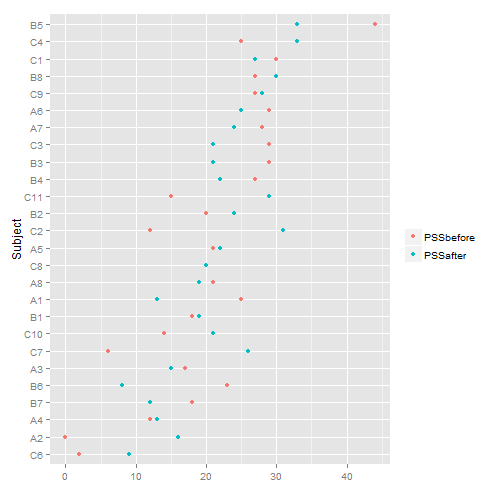 B5
C4
C1
B8
C9
A6
A7
C3
B3
B4
C11
B2
C2
A5
C8
A8
A1
B1
C10
C7
A3
B6
B7
A4
A2
C6
Subject
0 10 20 30 40
PSSbefore
PSSafter